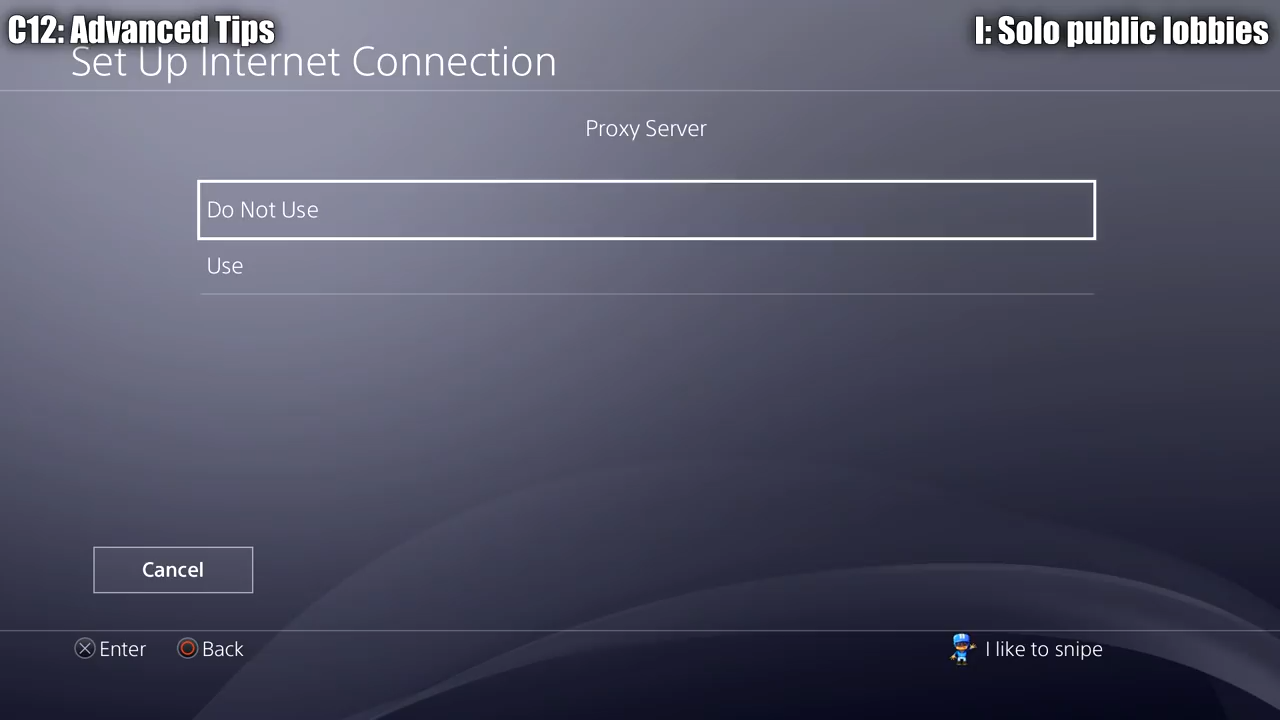 C12: Advanced Tips
I: Solo public lobbies
Set Up Internet Connection
Proxy Server
Do Not Use
Use
Cancel
Enter
Back
I like to snipe